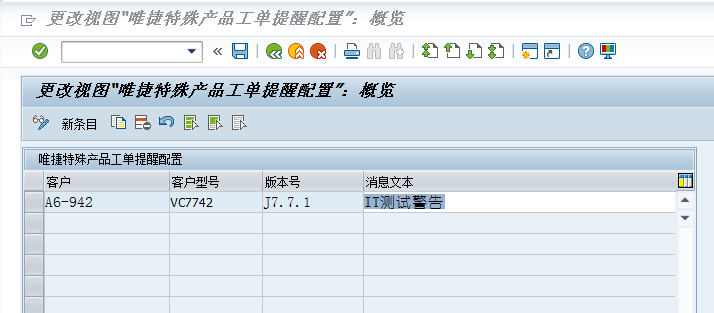 更改视图“唯捷特殊产品工单提醒配置”：概览
更改视图“唯捷特殊产品工单提醒配置”：概览
新条目
唯捷特殊产品工单提醒配置
客户 客户型号 版本号 消息文本
A6-942 VC7742 J7.7.1 IT测试警告